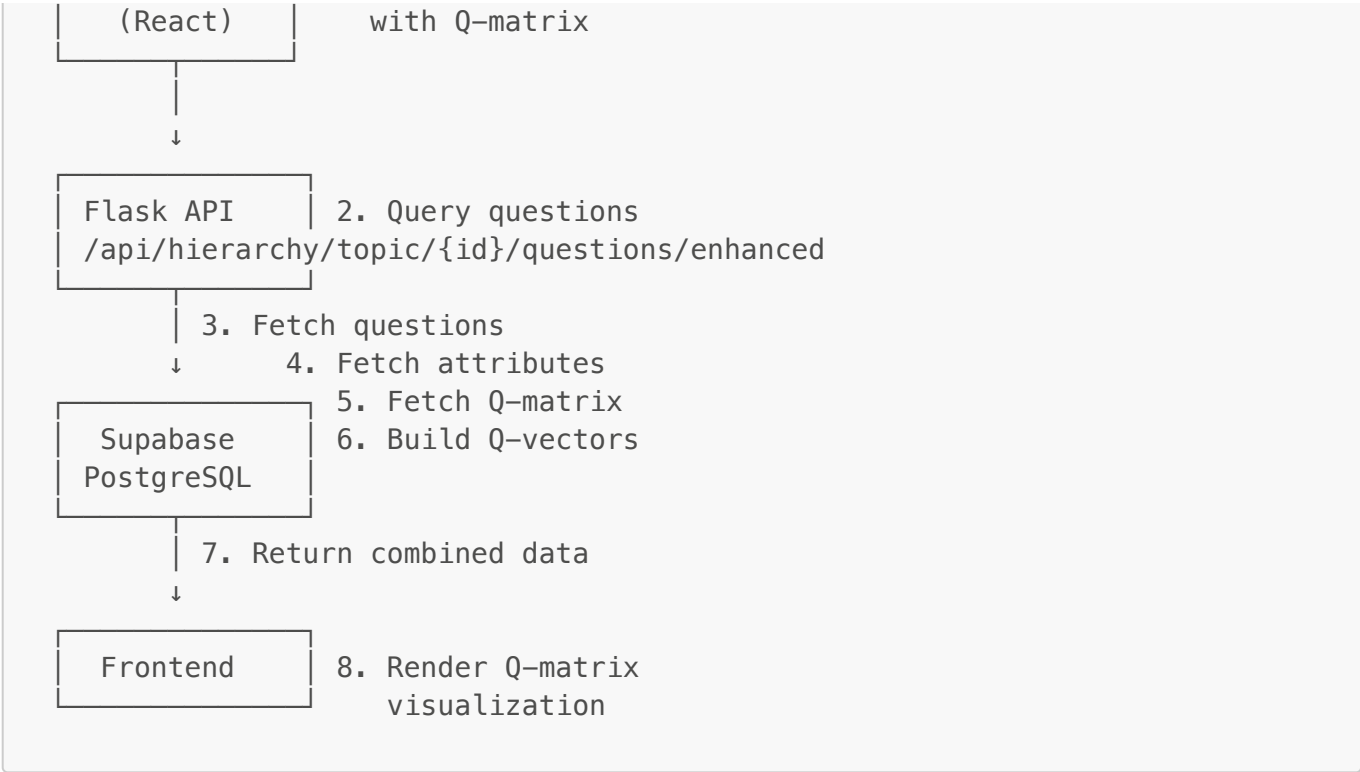 (React) with Q-matrix
↓
Flask API 2. Query questions
/api/hierarchy/topic/{id}/questions/enhanced
3. Fetch questions
↓ 4. Fetch attributes
5. Fetch Q-matrix
Supabase 6. Build Q-vectors
PostgreSQL
7. Return combined data
↓
Frontend 8. Render Q-matrix
visualization